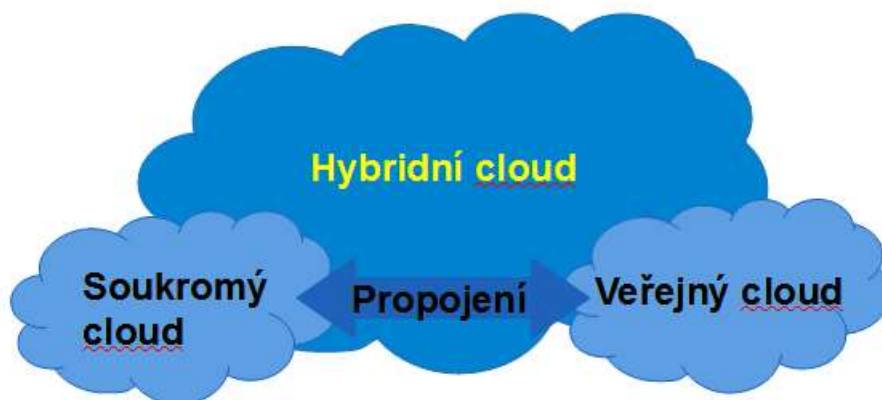 Hybridní cloud
Soukromý
cloud
Propojení
Veřejný cloud